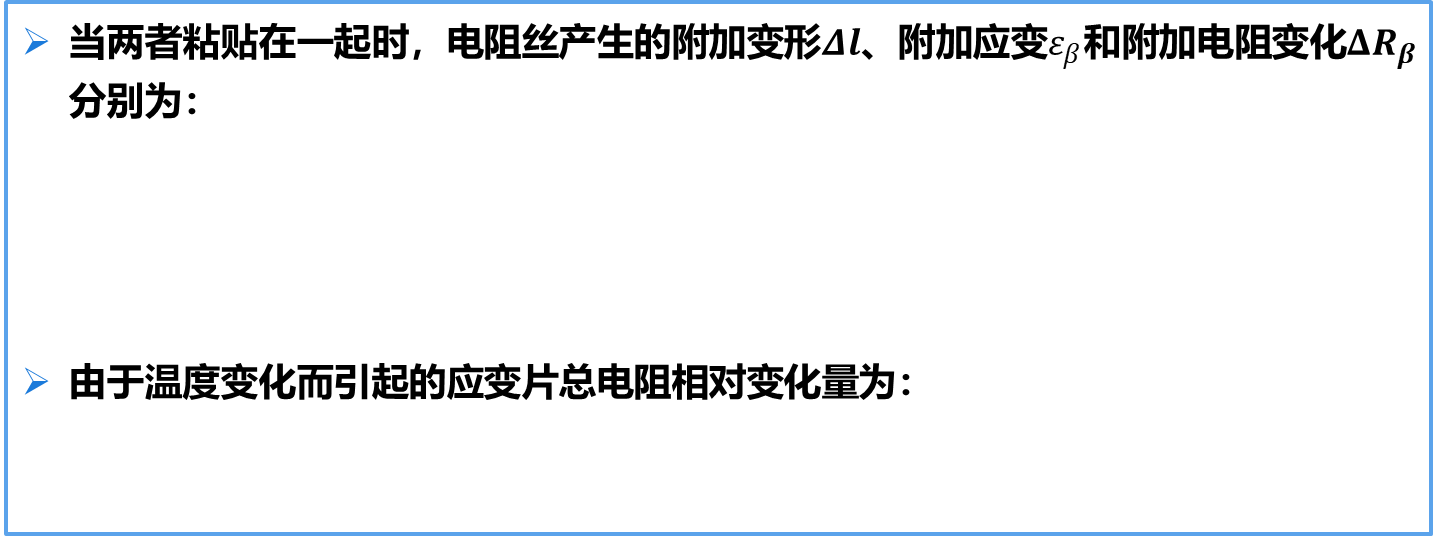 ➢ 当两者粘贴在一起时，电阻丝产生的附加变形Δl、附加应变εβ和附加电阻变化ΔRβ
分别为：
➢ 由于温度变化而引起的应变片总电阻相对变化量为：